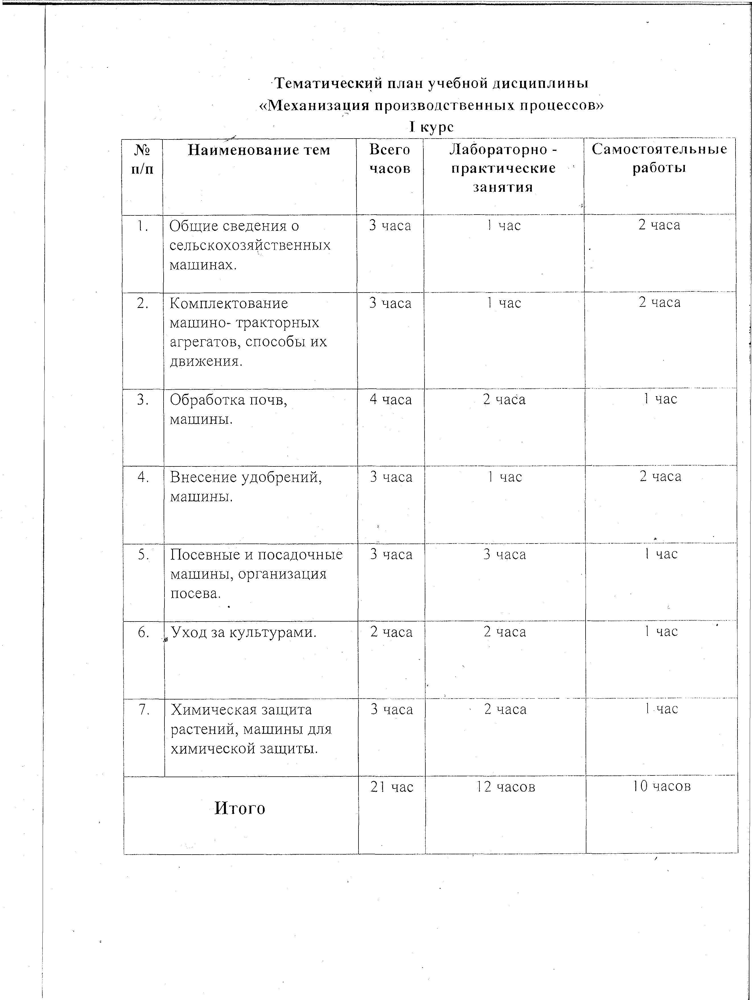 Тематический план учебной дисциплины
«Механизация производственных процессов»
I курс
№ п/п
Наименование тем
Всего часов
Лабораторно - практические занятия
Самостоятельные работы
1.
Общие сведения о
сельскохозяйственных
машинах.
3 часа
1 час
2 часа
2.
Комплектование
машино- тракторных
агрегатов, способы их
движения.
3 часа
1 час
2 часа
3.
Обработка почв,
машины.
4 часа
2 часа
1 час
4.
Внесение удобрений,
машины.
3 часа
1 час
2 часа
5.
Посевные и посадочные
машины, организация
посева.
3 часа
3 часа
1 час
6.
Уход за культурами.
2 часа
2 часа
1 час
7.
Химическая защита
растений, машины для
химической защиты.
3 часа
2 часа
1 час
Итого
21 час
12 часов
10 часов